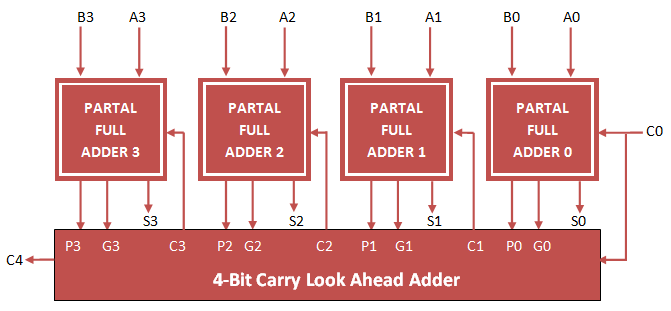 B3 A3 B2 A2 B1 A1 B0 A0
PARTAL FULL ADDER 3
PARTAL FULL ADDER 2
PARTAL FULL ADDER 1
PARTAL FULL ADDER 0
C0
S3 S2 S1 S0
P3 G3 C3 P2 G2 C2 P1 G1 C1 P0 G0
C4
4-Bit Carry Look Ahead Adder